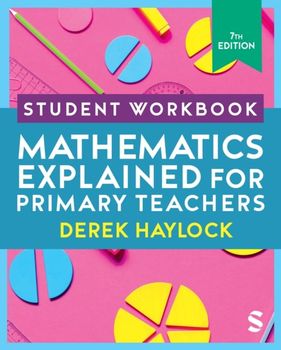 7TH
EDITION
STUDENT WORKBOOK
MATHEMATICS
EXPLAINED FOR
PRIMARY TEACHERS
DEREK HAYLOCK
S